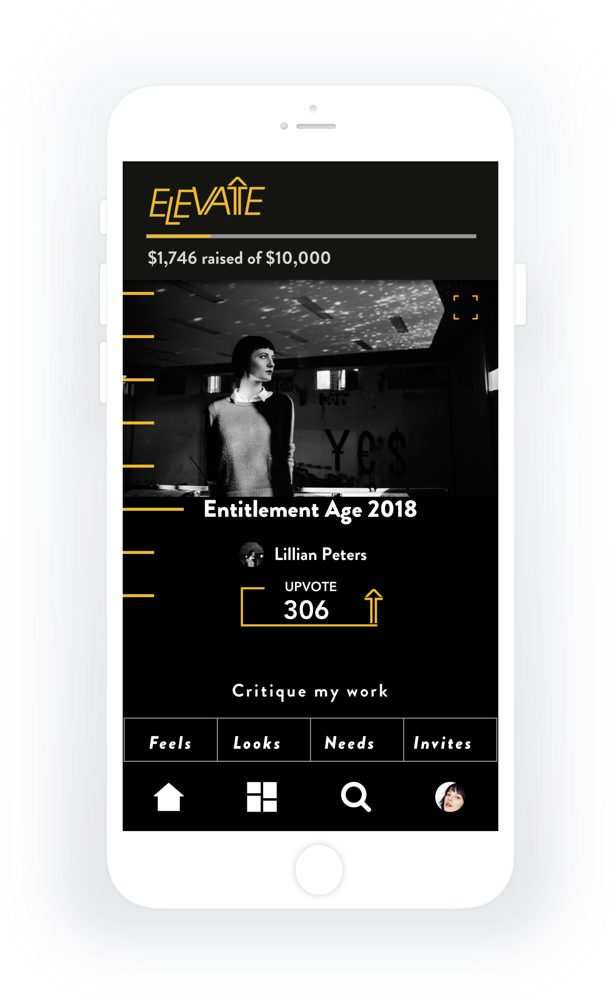 ELEVATE
$1,746 raised of $10,000
Y€$
Entitlement Age 2018
Lillian Peters
UPVOTE
306
Critique my work
Feels Looks Needs Invites